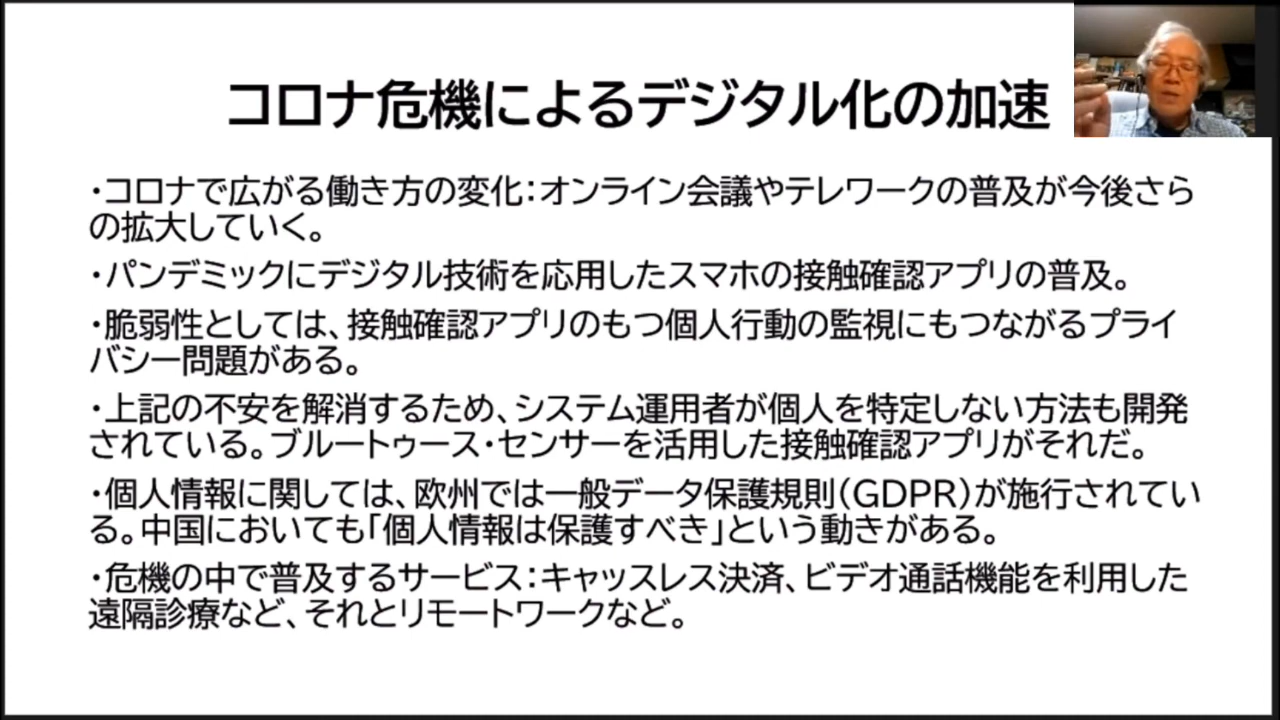 コロナ危機によるデジタル化の加速
・コロナで広がる働き方の変化：オンライン会議やテレワークの普及が今後さら
の拡大していく。
・パンデミックにデジタル技術を応用したスマホの接触確認アプリの普及。
・脆弱性としては、接触確認アプリのもつ個人行動の監視にもつながるプライ
バシー問題がある。
・上記の不安を解消するため、システム運用者が個人を特定しない方法も開発
されている。ブルートゥース・センサーを活用した接触確認アプリがそれだ。
・個人情報に関しては、欧州では一般データ保護規則（GDPR）が施行されてい
る。中国においても「個人情報は保護すべき」という動きがある。
・危機の中で普及するサービス：キャッスレス決済、ビデオ通話機能を利用した
遠隔診療など、それとリモートワークなど。